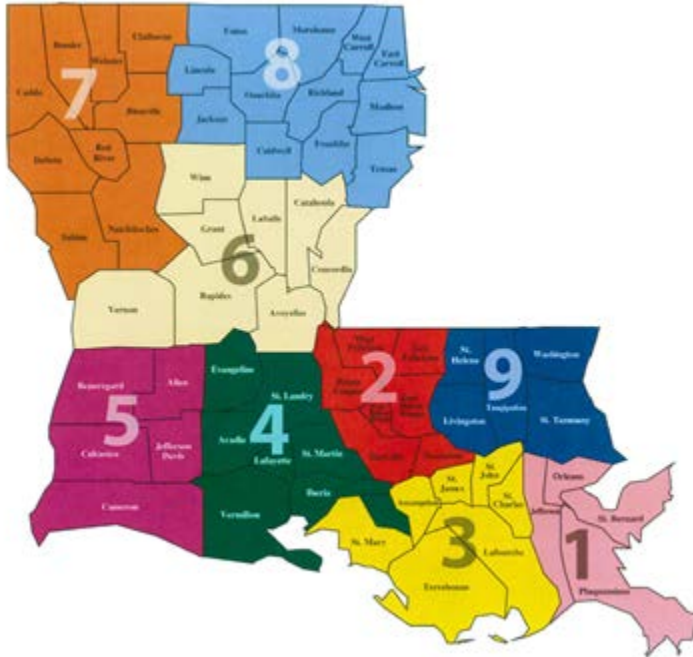 Caddo
Bossier
Webster
Claiborne
7
Bienville
DeSoto
Red
River
Sabine
Natchitoches
Union
Morehouse
West
Carroll
East
Carroll
8
Lincoln
Ouachita
Richland
Madison
Jackson
Caldwell
Franklin
Tensas
Winn
Grant
LaSalle
Catahoula
6
Concordia
Vernon
Rapides
Avoyelles
Beauregard
Allen
5
Calcasieu
Jefferson
Davis
Cameron
Evangeline
St. Landry
4
Acadia
Lafayette
St. Martin
Iberia
Vermilion
West
Feliciana
East
Feliciana
2
Pointe
St.
Helena
Washington
9
Livingston
Tangipahoa
St. Tammany
St.
James
St.
John
St.
Charles
St. Mary
3
Lafourche
Terrebonne
Orleans
Jefferson
St. Bernard
1
Plaquemines